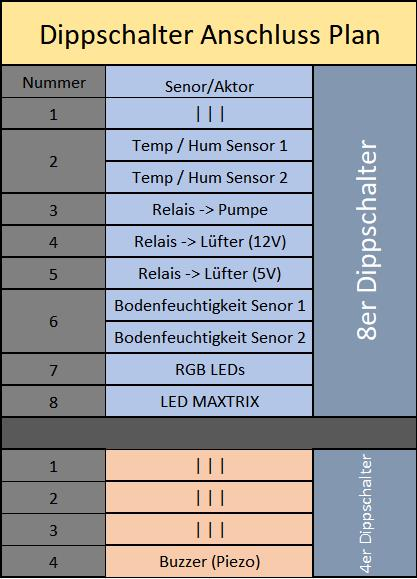 Dippschalter Anschluss Plan
Nummer Senor/Aktor
1 | | |
2 Temp / Hum Sensor 1
Temp / Hum Sensor 2
3 Relais -> Pumpe
4 Relais -> Lüfter (12V)
5 Relais -> Lüfter (5V)
6 Bodenfeuchtigkeit Senor 1
Bodenfeuchtigkeit Senor 2
7 RGB LEDs
8 LED MAXTRIX
8er Dippschalter
1 | | |
2 | | |
3 | | |
4 Buzzer (Piezo)
4er Dippschalter